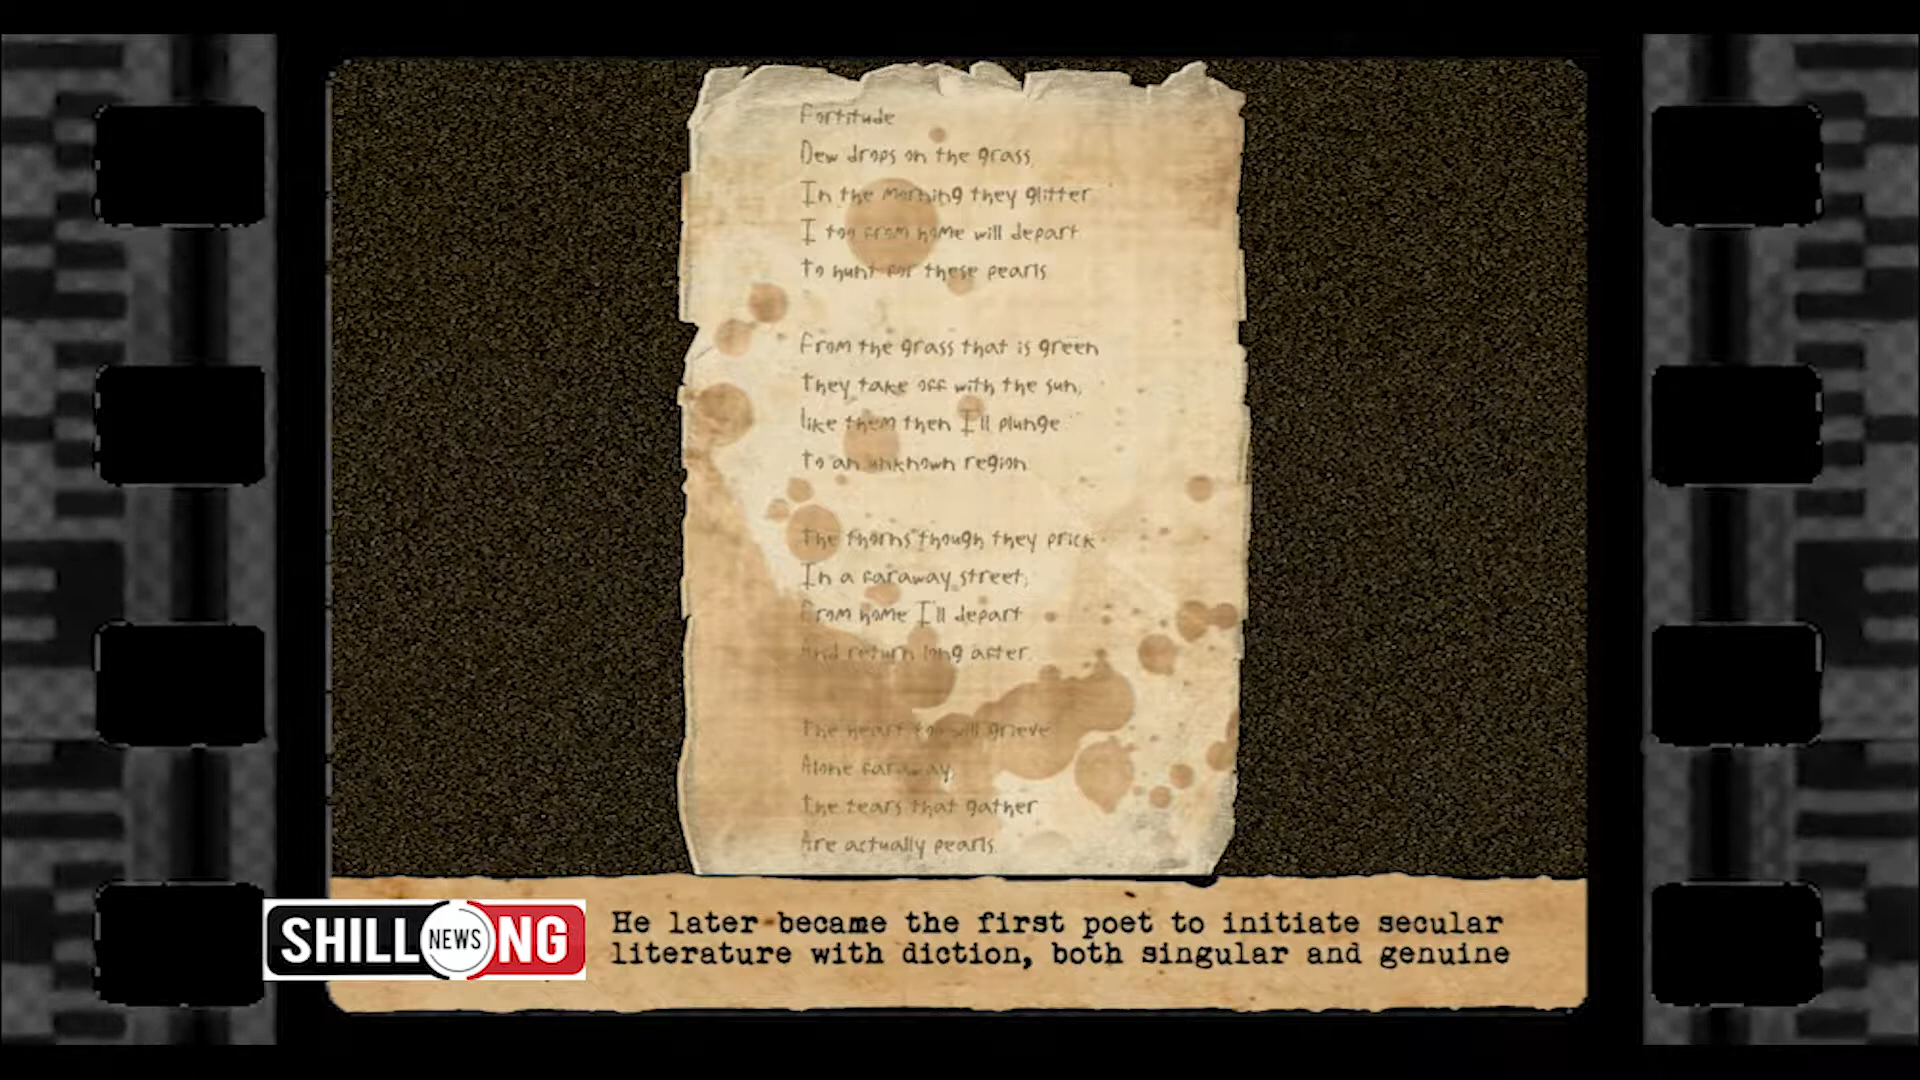 Fortitude
Dew drops on the grass,
In the morning they glitter
I too from home will depart
To hunt for these pearls

From the grass that is green
They take off with the sun,
like them then I'll plunge
To an unknown region

The thorns though they prick
In a faraway street,
From home I'll depart
And return long after.

The heart too will grieve
Alone faraway,
The tears that gather
Are actually pearls.
SHILLONG NEWS
He later became the first poet to initiate secular
literature with diction, both singular and genuine